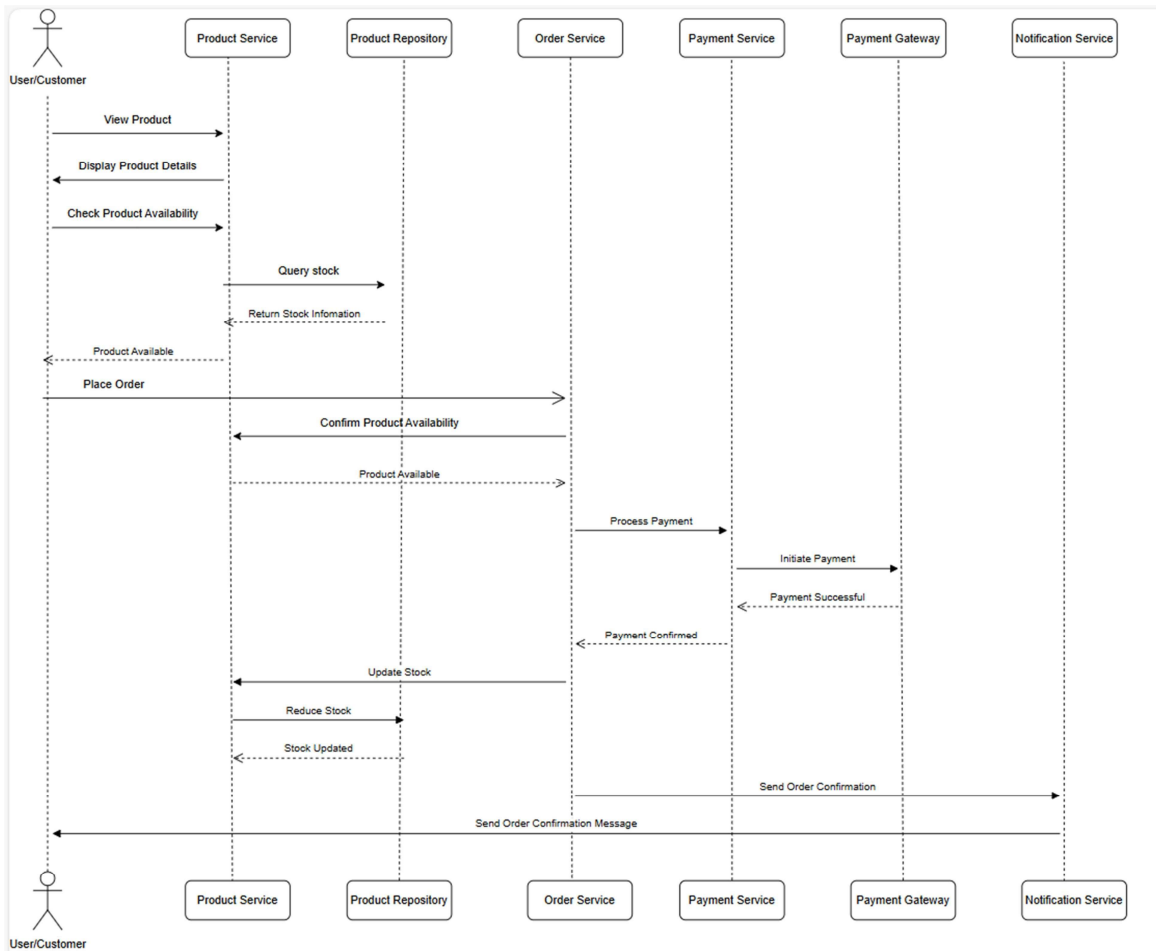 Product Service
Product Repository
Order Service
Payment Service
Payment Gateway
Notification Service
User/Customer
View Product
Display Product Details
Check Product Availability
Query stock
Return Stock Infomation
Product Available
Place Order
Confirm Product Availability
Product Available
Process Payment
Initiate Payment
Payment Successful
Payment Confirmed
Update Stock
Reduce Stock
Stock Updated
Send Order Confirmation
Send Order Confirmation Message
Product Service
Product Repository
Order Service
Payment Service
Payment Gateway
Notification Service
User/Customer